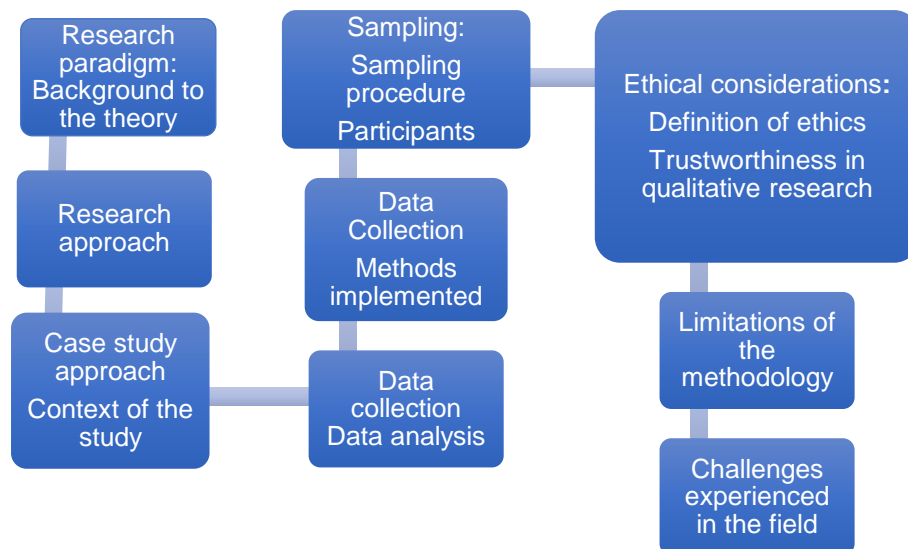 Research
paradigm:
Background to
the theory
Research
approach
Case study
approach
Context of the
study
Data
collection
Data analysis
Data
Collection
Methods
implemented
Sampling:
Sampling
procedure
Participants
Ethical considerations:
Definition of ethics
Trustworthiness in
qualitative research
Limitations of
the
methodology
Challenges
experienced
in the field